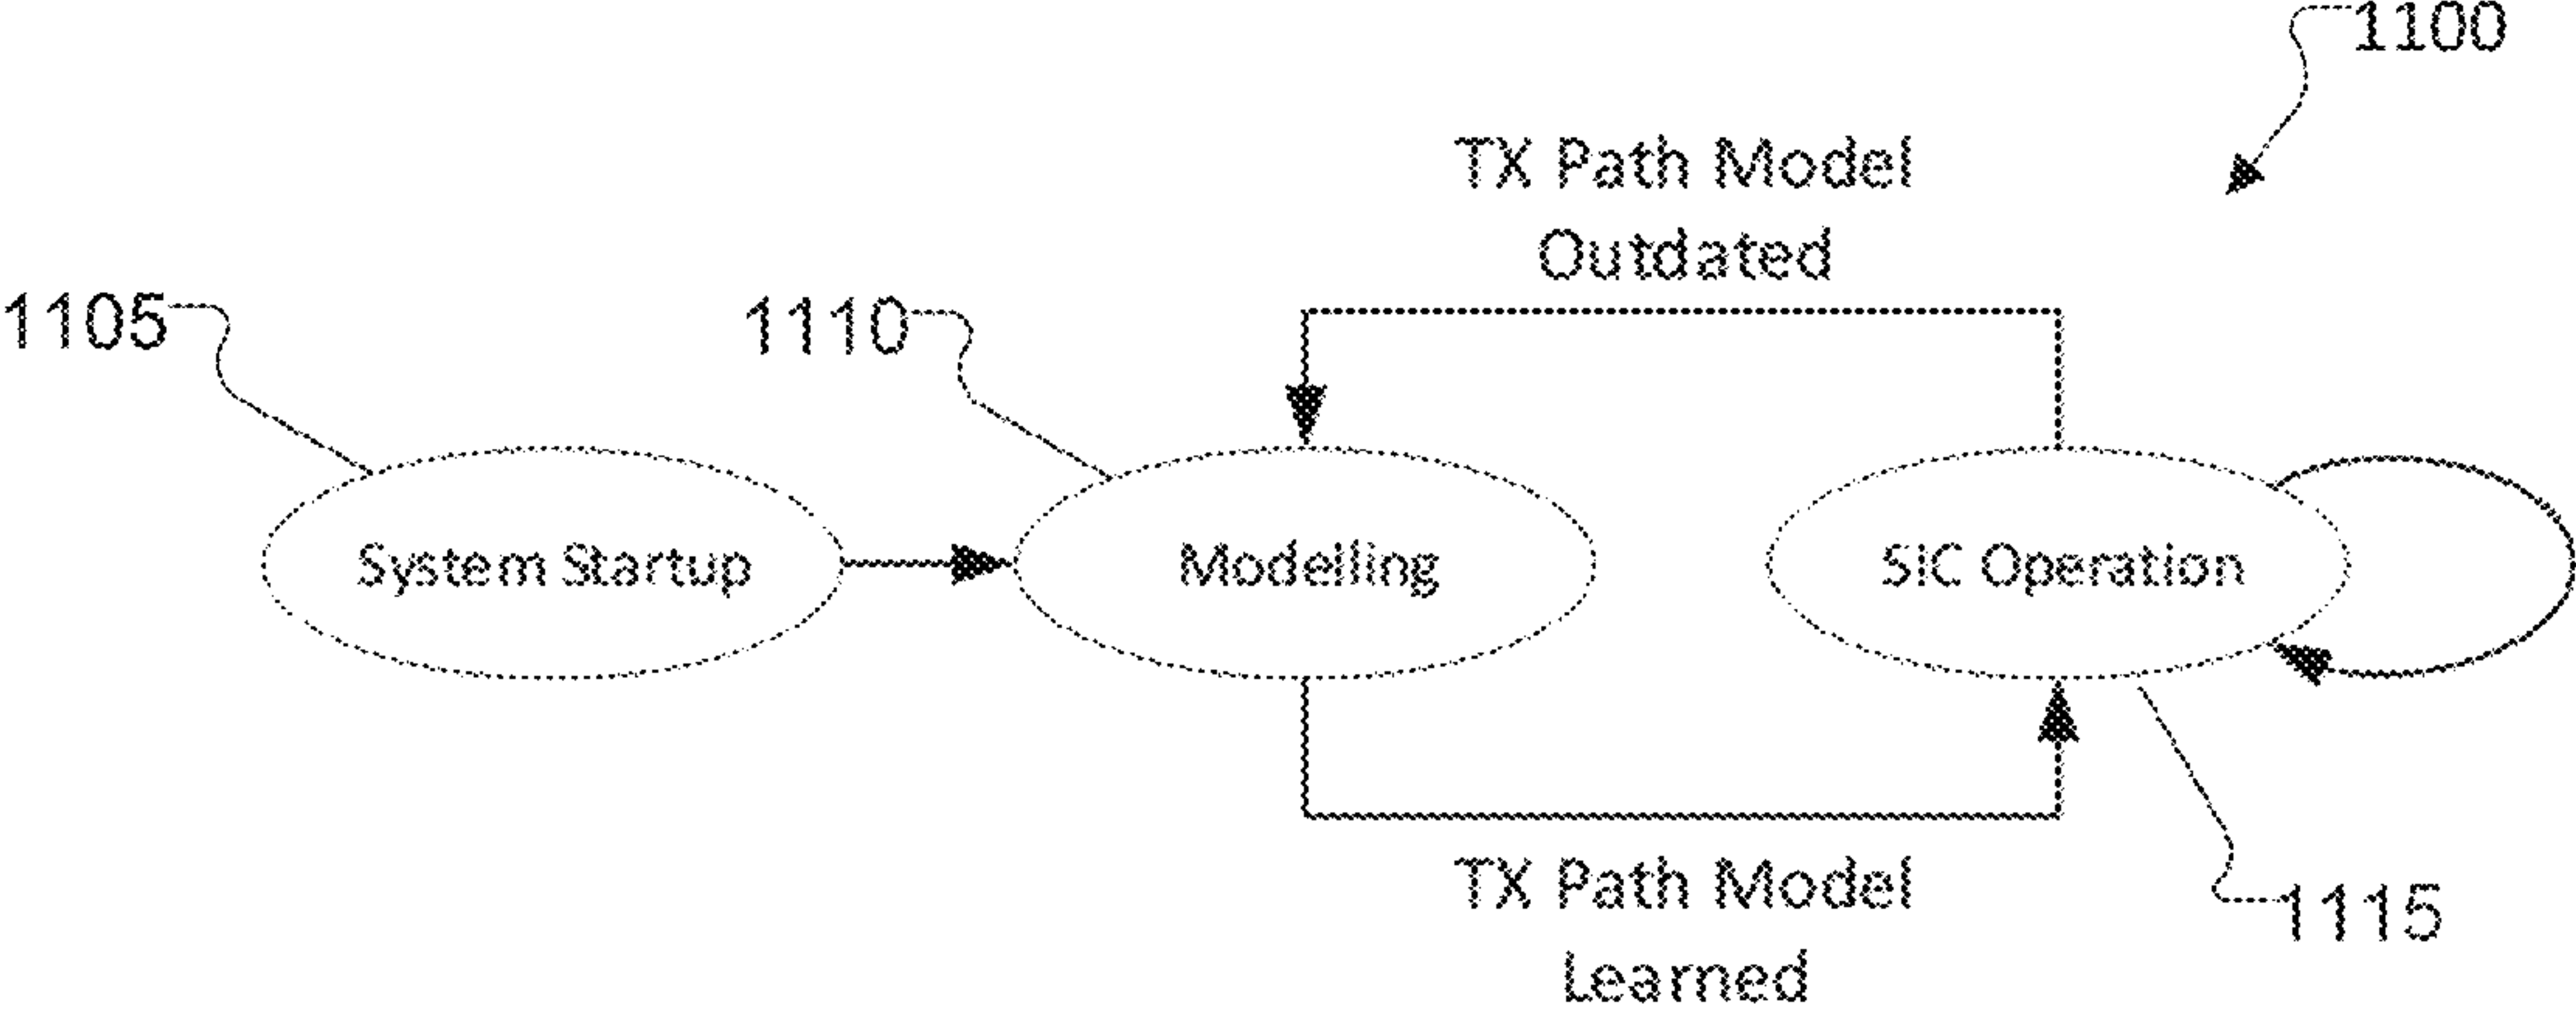 1100
TX Path Model
Outdated
1105
1110
System Startup
Modelling
SIC Operation
TX Path Model
Learned
1115